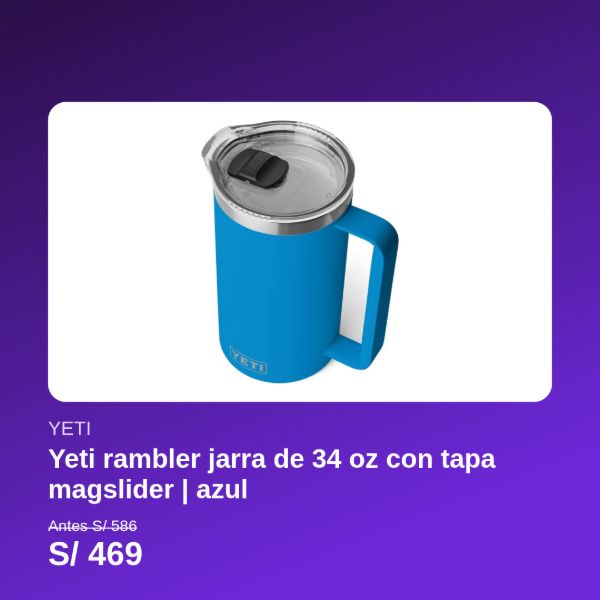 YETI
YETI
Yeti rambler jarra de 34 oz con tapa
magslider | azul
Antes S/ 586
S/ 469